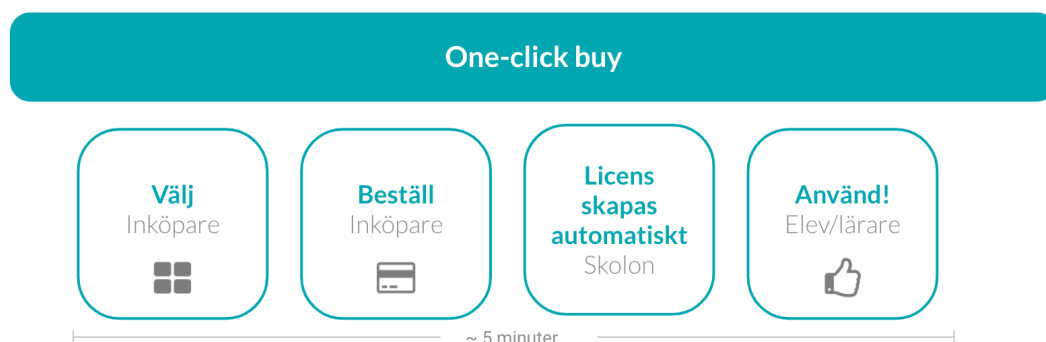 One-click buy
Välj
Inköpare
Beställ
Inköpare
Licens
skapas
automatiskt
Skolon
Använd!
Elev/lärare
~ 5 minuter